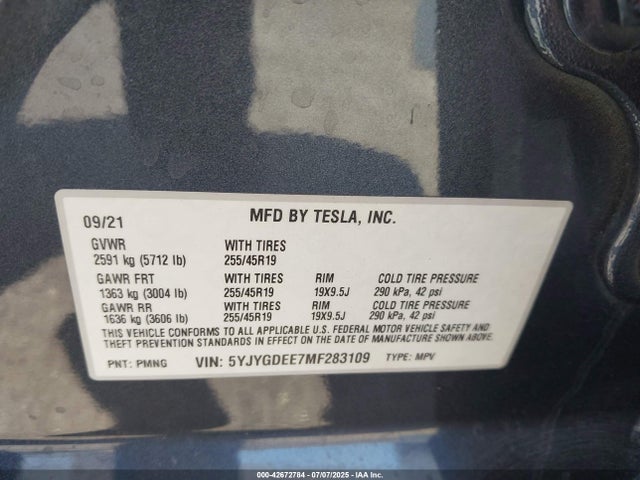 09/21 MFD BY TESLA, INC.
GVWR WITH TIRES
2591 kg (5712 lb) 255/45R19
GAWR FRT WITH TIRES RIM COLD TIRE PRESSURE
1363 kg (3004 lb) 255/45R19 19X9.5J 290 kPa, 42 psi
GAWR RR WITH TIRES RIM COLD TIRE PRESSURE
1636 kg (3606 lb) 255/45R19 19X9.5J 290 kPa, 42 psi
THIS VEHICLE CONFORMS TO ALL APPLICABLE U.S. FEDERAL MOTOR VEHICLE SAFETY AND
THEFT PREVENTION STANDARDS IN EFFECT ON THE DATE OF MANUFACTURE SHOWN ABOVE.
PNT: PMNG VIN: 5YJYGDEE7MF283109 TYPE: MPV
000-42672784 | 07/07/2025 | IAA, Inc.